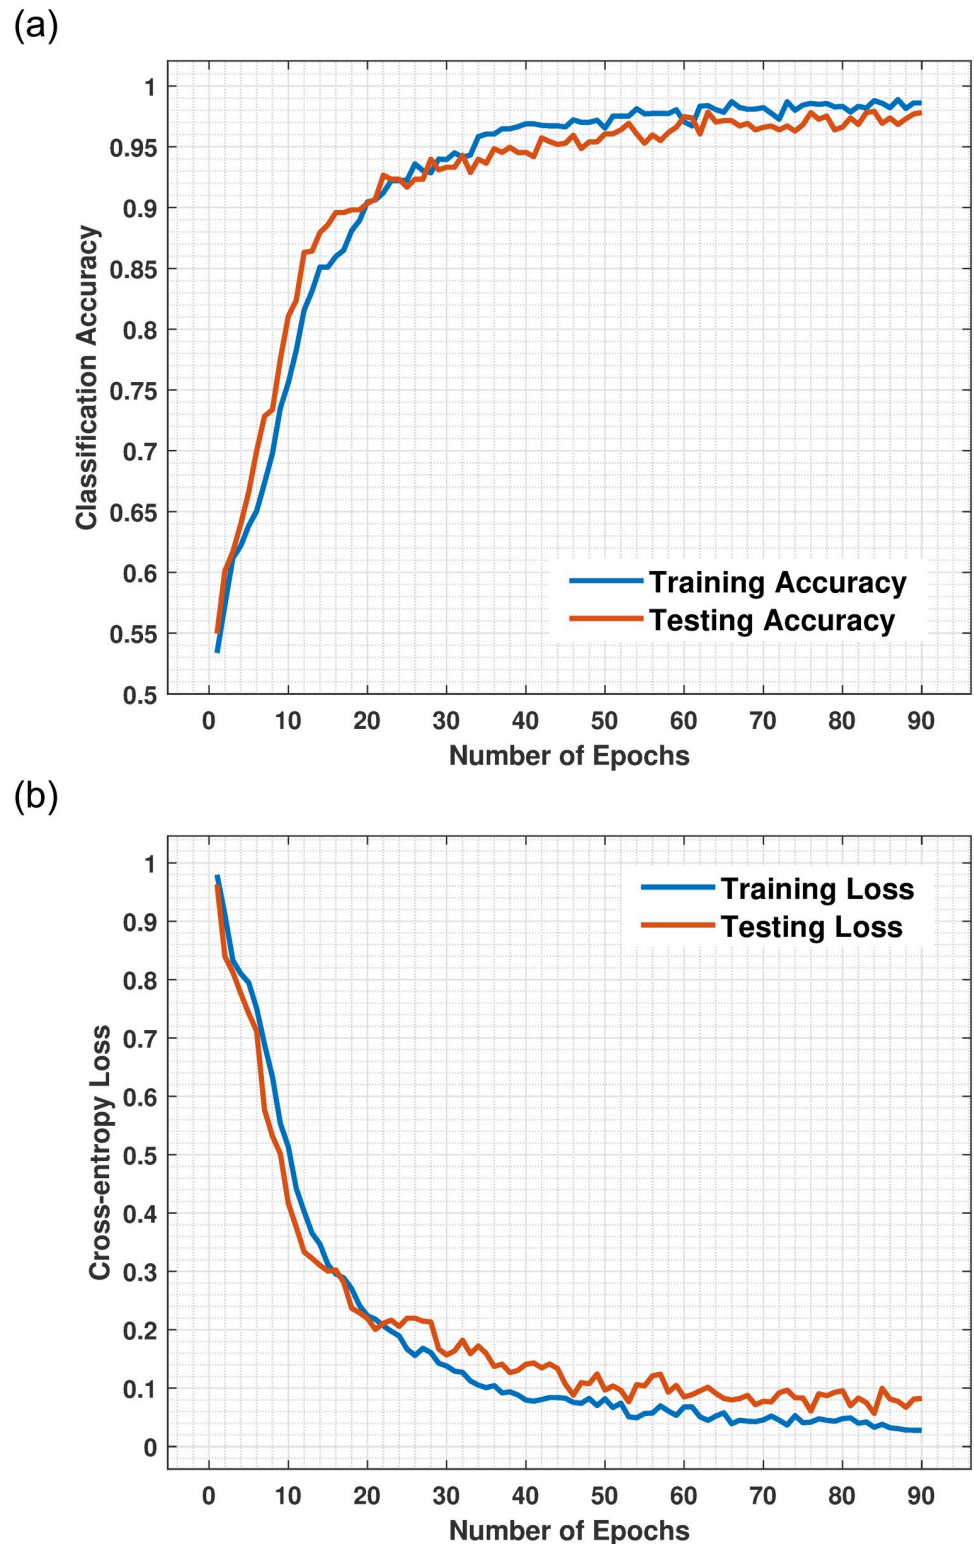 (a)
1
0.95
0.9
0.85
0.8
0.75
0.7
0.65
0.6
0.55
0.5
Classification Accuracy
Training Accuracy
Testing Accuracy
0 10 20 30 40 50 60 70 80 90
Number of Epochs
(b)
1
0.9
0.8
0.7
0.6
0.5
0.4
0.3
0.2
0.1
0
Cross-entropy Loss
Training Loss
Testing Loss
0 10 20 30 40 50 60 70 80 90
Number of Epochs